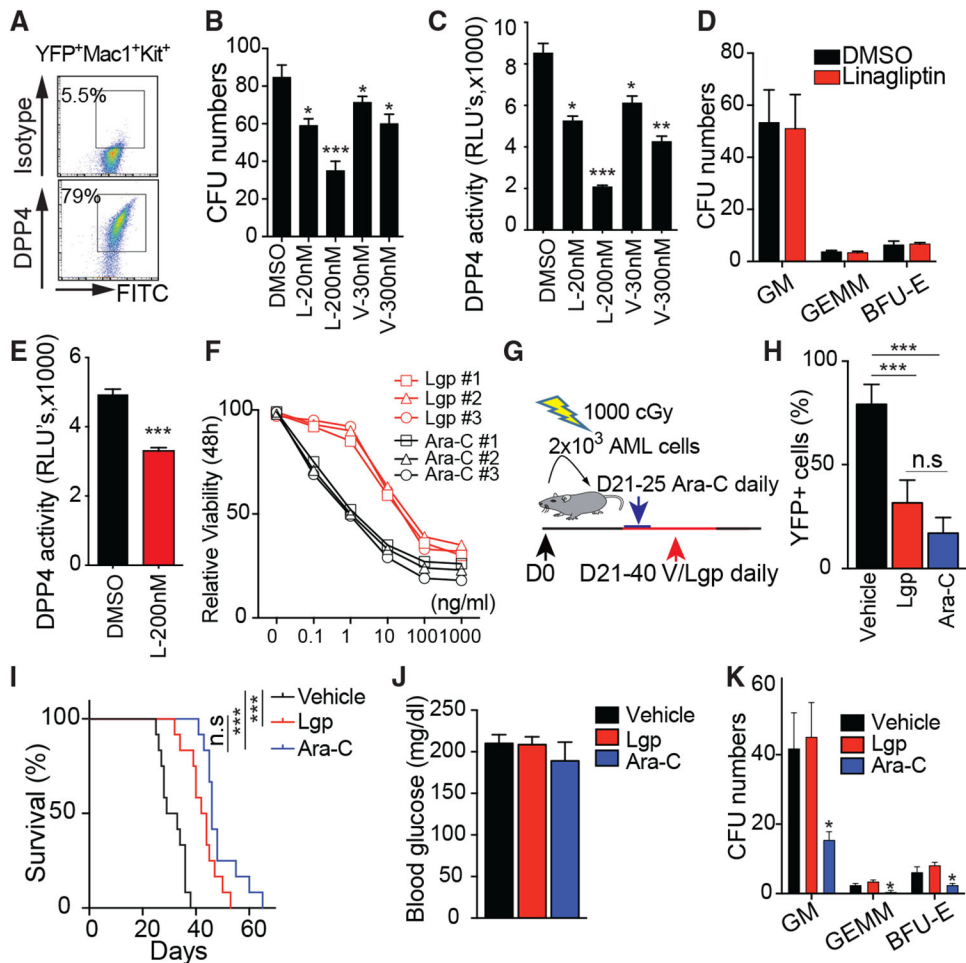 A
YFP+Mac1+Kit+
5.5%
Isotype
79%
DPP4
FITC
B
CFU numbers
100
80
60
40
20
0
*
***
*
*
DMSO
L-20nM
L-200nM
V-30nM
V-300nM
C
DPP4 activity (RLU's,x1000)
10
8
6
4
2
0
*
***
*
**
DMSO
L-20nM
L-200nM
V-30nM
V-300nM
D
CFU numbers
80
60
40
20
0
DMSO
Linagliptin
GM
GEMM
BFU-E
E
DPP4 activity (RLU's,x1000)
6
4
2
0
***
DMSO
L-200nM
F
Relative Viability (48h)
100
50
0
Lgp #1
Lgp #2
Lgp #3
Ara-C #1
Ara-C #2
Ara-C #3
(ng/ml)
0 0.1 1 10 1001000
G
1000 cGy
2x10³ AML cells
D21-25 Ara-C daily
D0
D21-40 V/Lgp daily
H
YFP+ cells (%)
100
50
0
***
***
n.s
Vehicle
Lgp
Ara-C
I
Survival (%)
100
50
0
n.s
***
***
Vehicle
Lgp
Ara-C
0 20 40 60
Days
J
Blood glucose (mg/dl)
250
200
150
100
50
0
Vehicle
Lgp
Ara-C
K
CFU numbers
60
40
20
0
Vehicle
Lgp
Ara-C
*
*
*
GM
GEMM
BFU-E